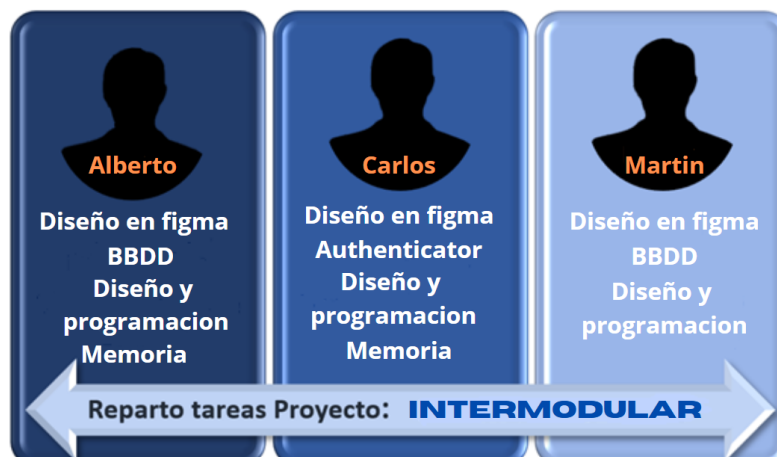 Alberto
Diseño en figma
BBDD
Diseño y
programacion
Memoria
Carlos
Diseño en figma
Authenticator
Diseño y
programacion
Memoria
Martin
Diseño en figma
BBDD
Diseño y
programacion
Reparto tareas Proyecto: INTERMODULAR